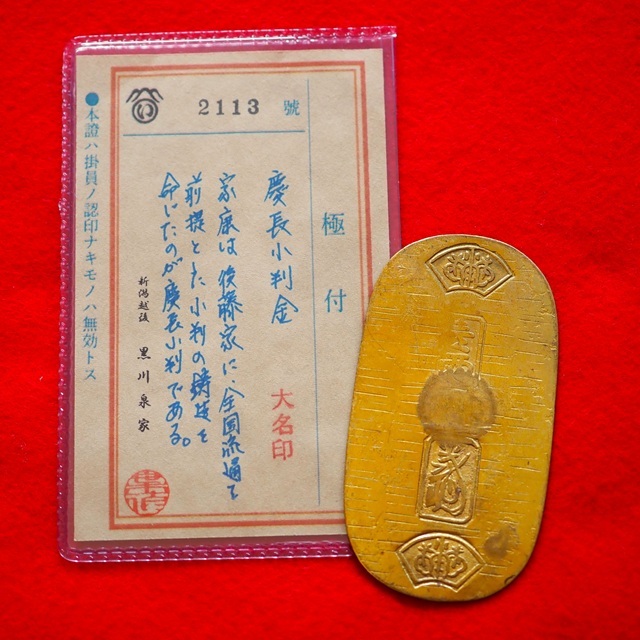 2113 號
極付
慶長小判金
家康は後藤家に、全国流通を
前提とした小判の鋳造を
命じたのが慶長小判である。
大名印
新潟越後 黒川泉家
●本證ハ掛員ノ認印ナキモノハ無効トス